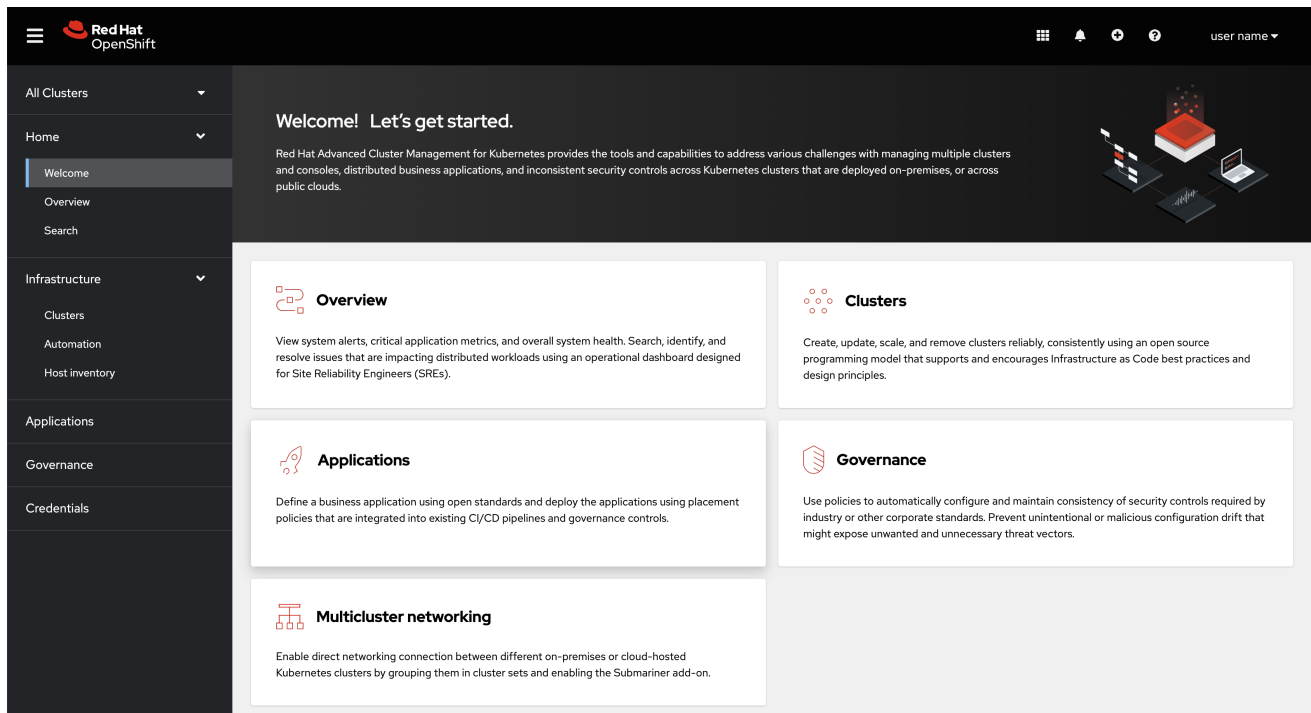 Red Hat
OpenShift
user name
All Clusters
Home
Welcome
Overview
Search
Infrastructure
Clusters
Automation
Host inventory
Applications
Governance
Credentials
Welcome!  Let's get started.
Red Hat Advanced Cluster Management for Kubernetes provides the tools and capabilities to address various challenges with managing multiple clusters
and consoles, distributed business applications, and inconsistent security controls across Kubernetes clusters that are deployed on-premises, or across
public clouds.
Overview
View system alerts, critical application metrics, and overall system health. Search, identify, and
resolve issues that are impacting distributed workloads using an operational dashboard designed
for Site Reliability Engineers (SREs).
Clusters
Create, update, scale, and remove clusters reliably, consistently using an open source
programming model that supports and encourages Infrastructure as Code best practices and
design principles.
Applications
Define a business application using open standards and deploy the applications using placement
policies that are integrated into existing CI/CD pipelines and governance controls.
Governance
Use policies to automatically configure and maintain consistency of security controls required by
industry or other corporate standards. Prevent unintentional or malicious configuration drift that
might expose unwanted and unnecessary threat vectors.
Multicluster networking
Enable direct networking connection between different on-premises or cloud-hosted
Kubernetes clusters by grouping them in cluster sets and enabling the Submariner add-on.